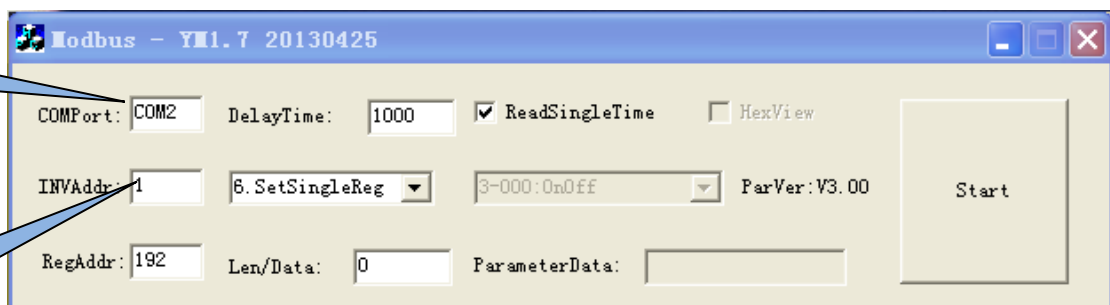 Modbus - YM1.7 20130425
COMPort: COM2 DelayTime: 1000 ReadSingleTime HexView
INVAddr: 1 6.SetSingleReg 3-000:OnOff ParVer:V3.00 Start
RegAddr: 192 Len/Data: 0 ParameterData: